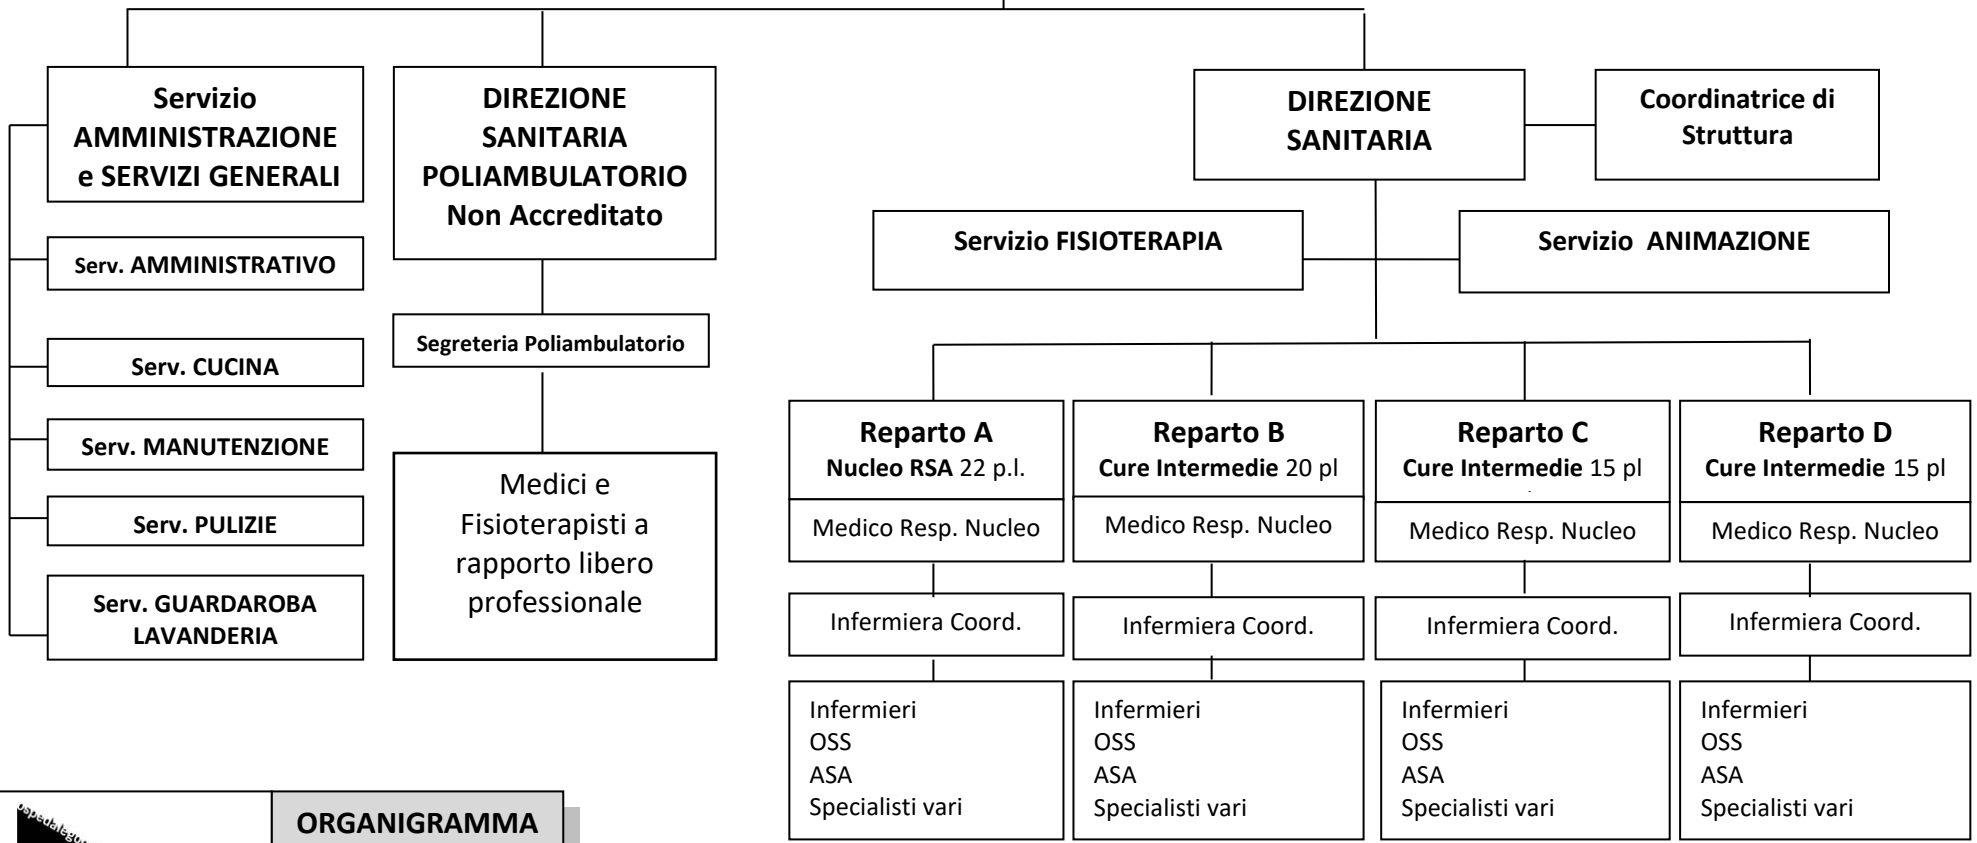 Servizio
AMMINISTRAZIONE
e SERVIZI GENERALI
Serv. AMMINISTRATIVO
Serv. CUCINA
Serv. MANUTENZIONE
Serv. PULIZIE
Serv. GUARDAROBA
LAVANDERIA
DIREZIONE
SANITARIA
POLIAMBULATORIO
Non Accreditato
Segreteria Poliambulatorio
Medici e
Fisioterapisti a
rapporto libero
professionale
DIREZIONE
SANITARIA
Coordinatrice di
Struttura
Servizio FISIOTERAPIA
Servizio ANIMAZIONE
Reparto A
Nucleo RSA 22 p.l.
Medico Resp. Nucleo
Infermiera Coord.
Infermieri
OSS
ASA
Specialisti vari
Reparto B
Cure Intermedie 20 pl
Medico Resp. Nucleo
Infermiera Coord.
Infermieri
OSS
ASA
Specialisti vari
Reparto C
Cure Intermedie 15 pl
Medico Resp. Nucleo
Infermiera Coord.
Infermieri
OSS
ASA
Specialisti vari
Reparto D
Cure Intermedie 15 pl
Medico Resp. Nucleo
Infermiera Coord.
Infermieri
OSS
ASA
Specialisti vari
ORGANIGRAMMA